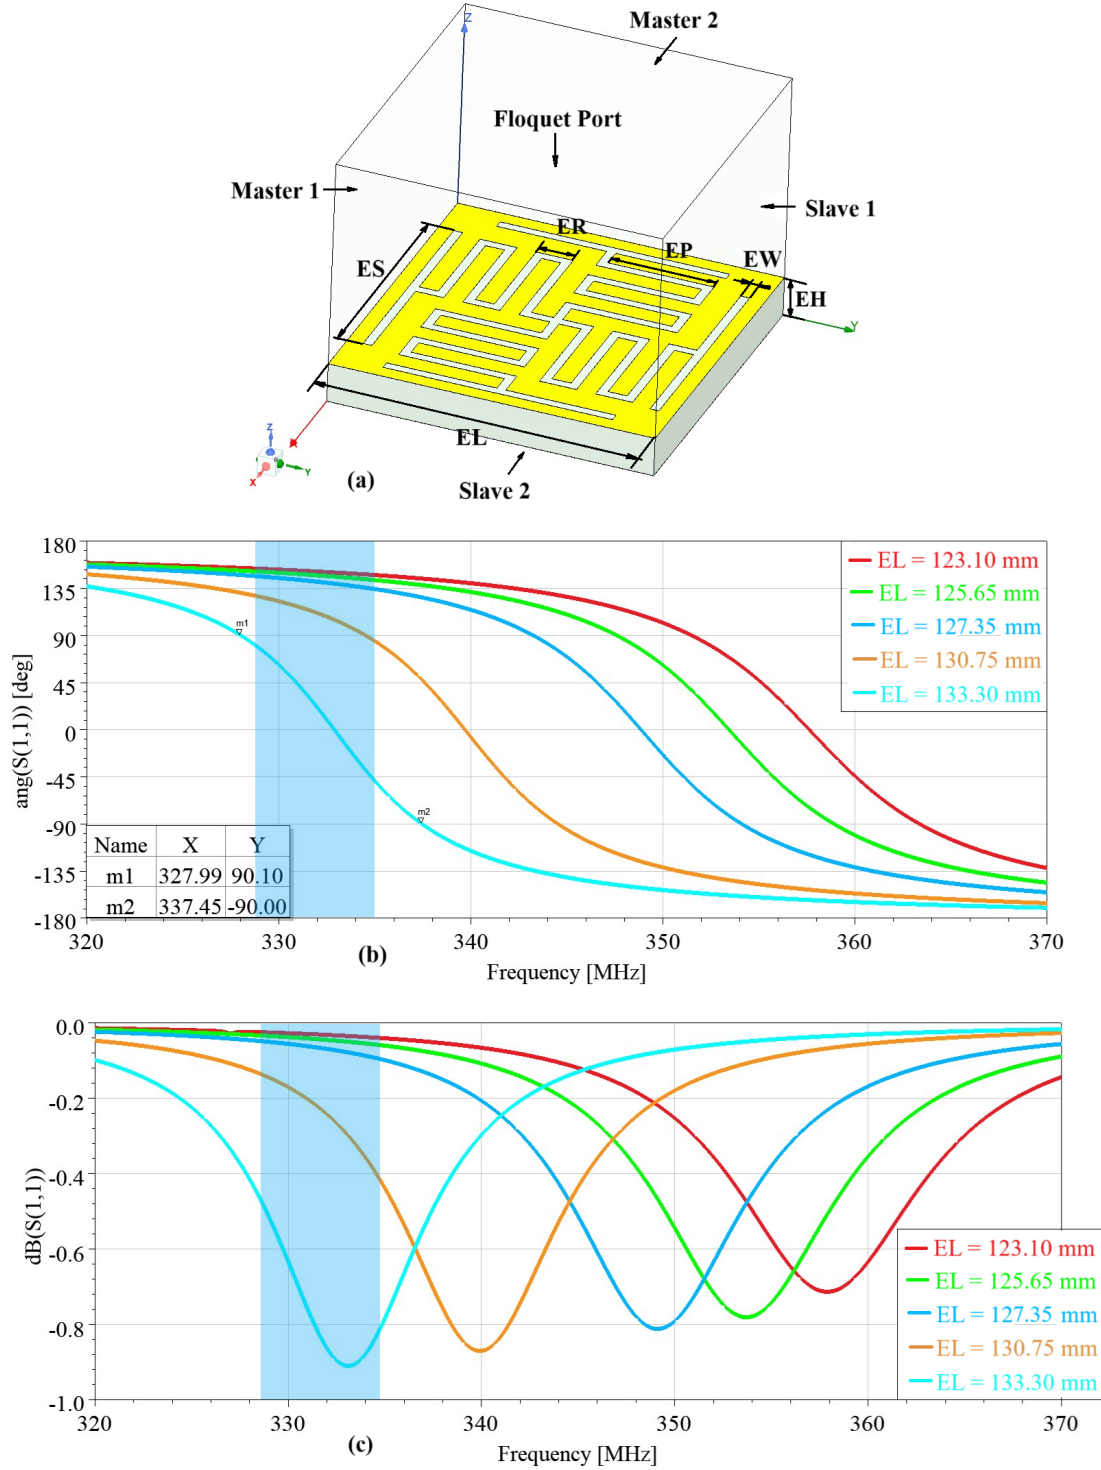 Z
Master 2
Floquet Port
Master 1
Slave 1
ER
EP
EW
ES
EH
Y
EL
Z
Y
X
(a)
Slave 2
180
135
90
45
0
-45
-90
-135
-180
ang(S(1,1)) [deg]
EL = 123.10 mm
EL = 125.65 mm
EL = 127.35 mm
EL = 130.75 mm
EL = 133.30 mm
m1
m2
Name X Y
m1 327.99 90.10
m2 337.45 -90.00
320 330 340 350 360 370
(b)
Frequency [MHz]
0.0
-0.2
-0.4
-0.6
-0.8
-1.0
dB(S(1,1))
EL = 123.10 mm
EL = 125.65 mm
EL = 127.35 mm
EL = 130.75 mm
EL = 133.30 mm
320 330 340 350 360 370
(c)
Frequency [MHz]